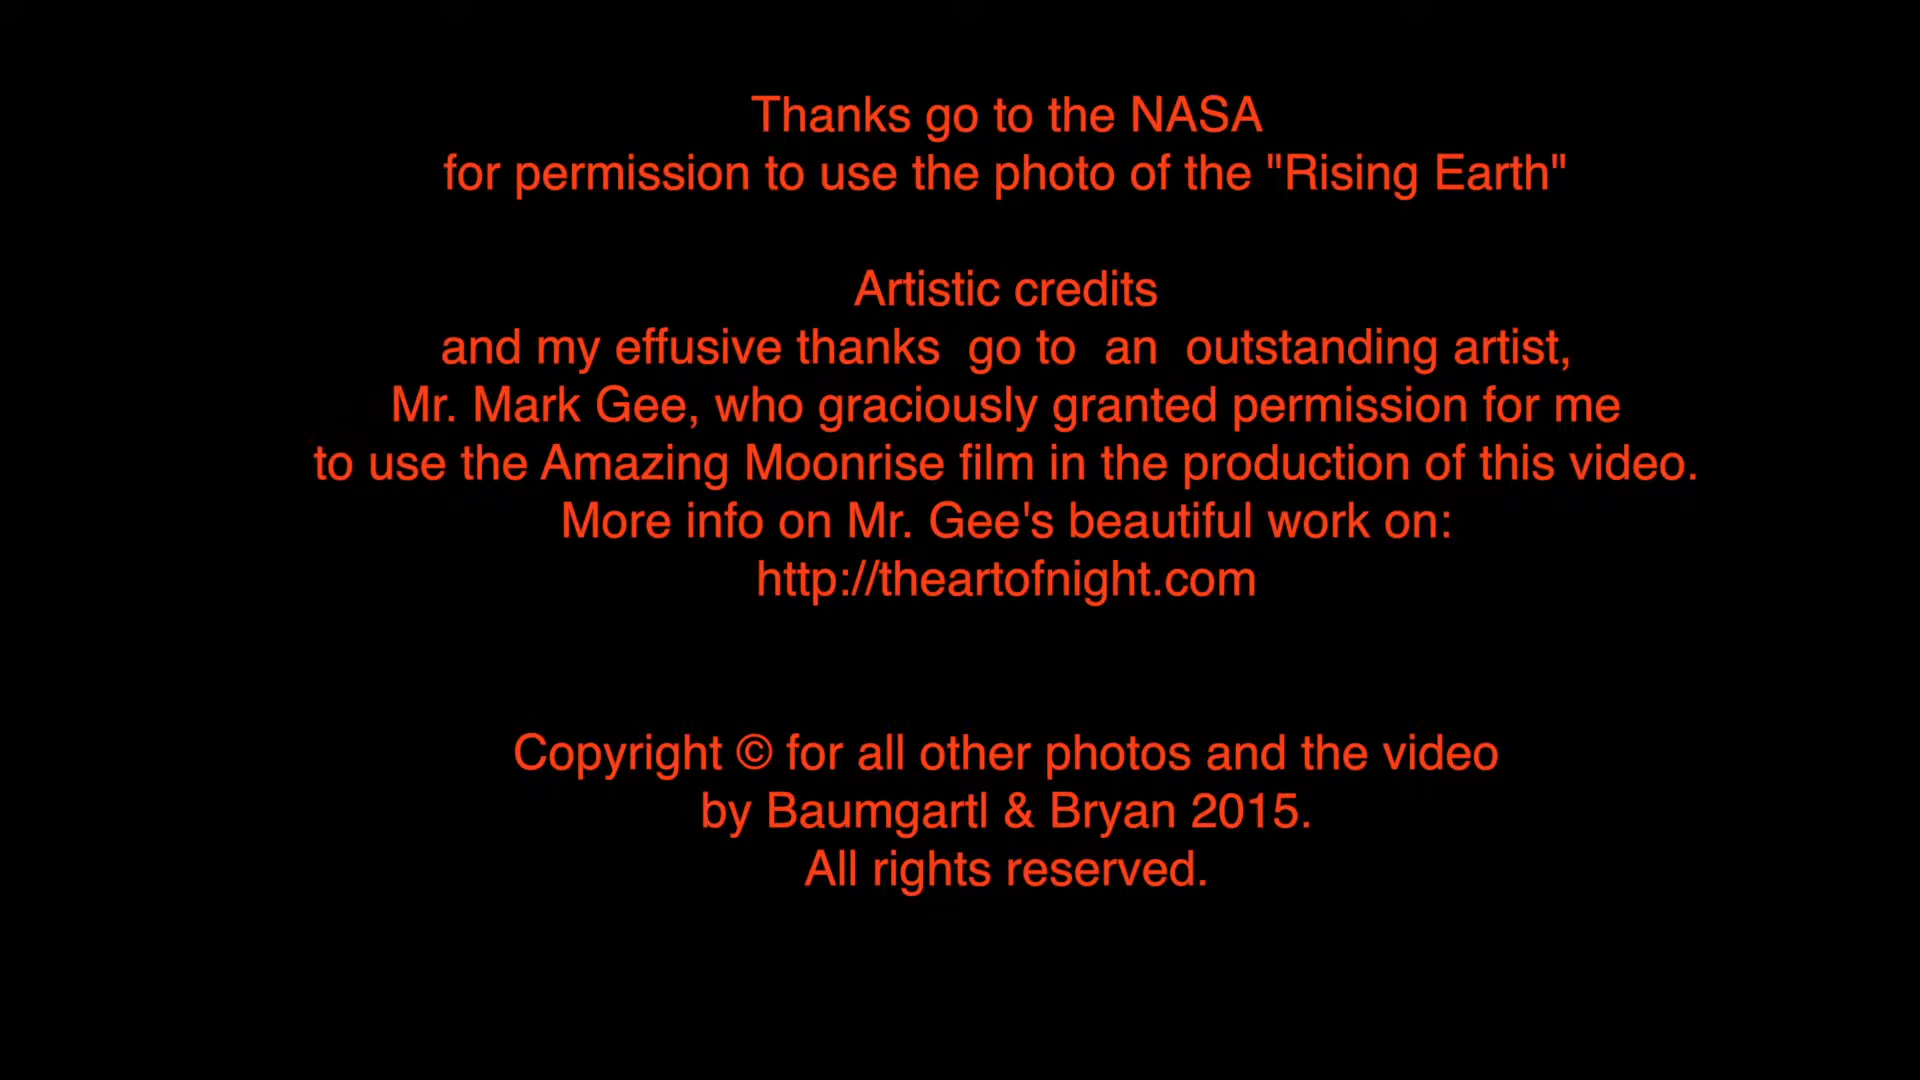 Thanks go to the NASA
for permission to use the photo of the "Rising Earth"
Artistic credits
and my effusive thanks  go to  an  outstanding artist,
Mr. Mark Gee, who graciously granted permission for me
to use the Amazing Moonrise film in the production of this video.
More info on Mr. Gee's beautiful work on:
http://theartofnight.com
Copyright © for all other photos and the video
by Baumgartl & Bryan 2015.
All rights reserved.